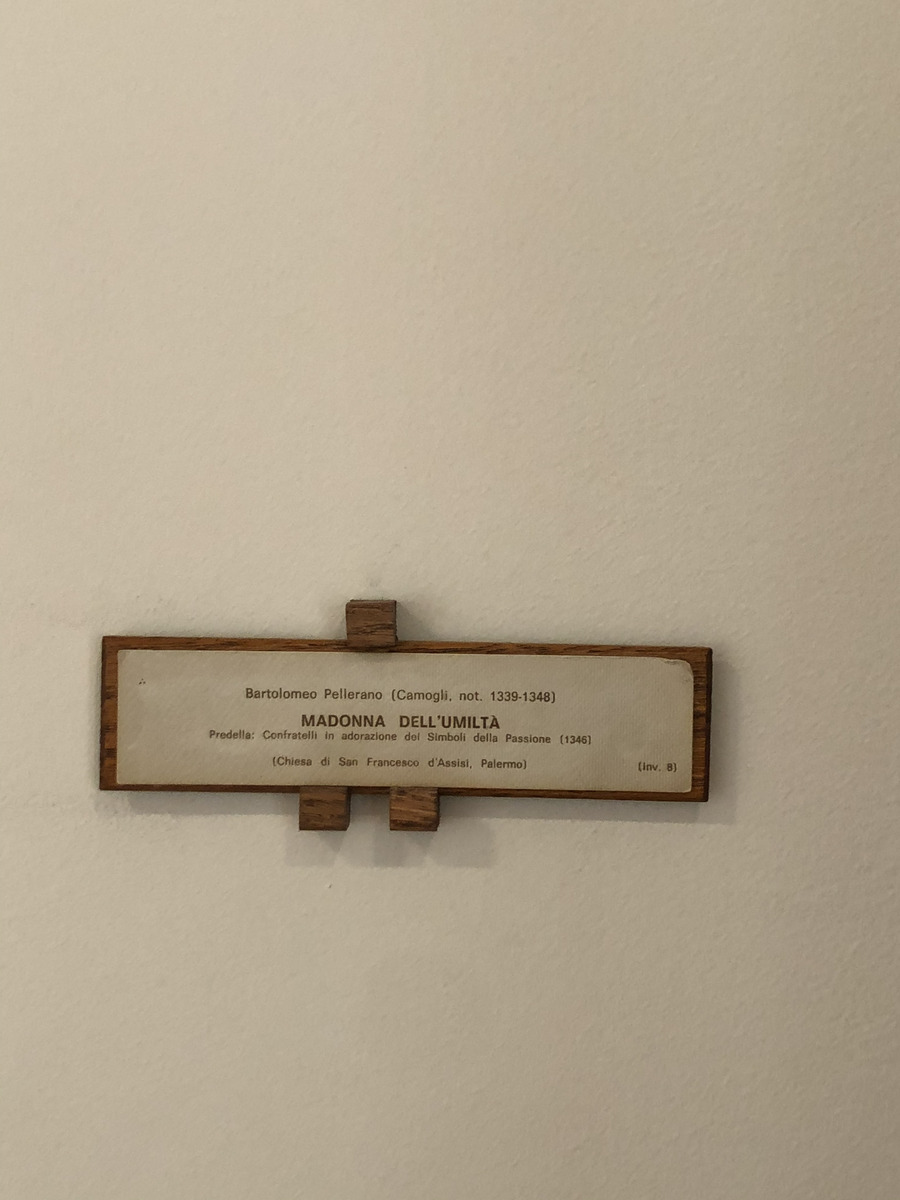 Bartolomeo Pellerano (Camogli, not. 1339-1348)
MADONNA DELL'UMILTÀ
Predella: Confratelli in adorazione dei Simboli della Passione (1346)
(Chiesa di San Francesco d'Assisi, Palermo)
(Inv. 8)